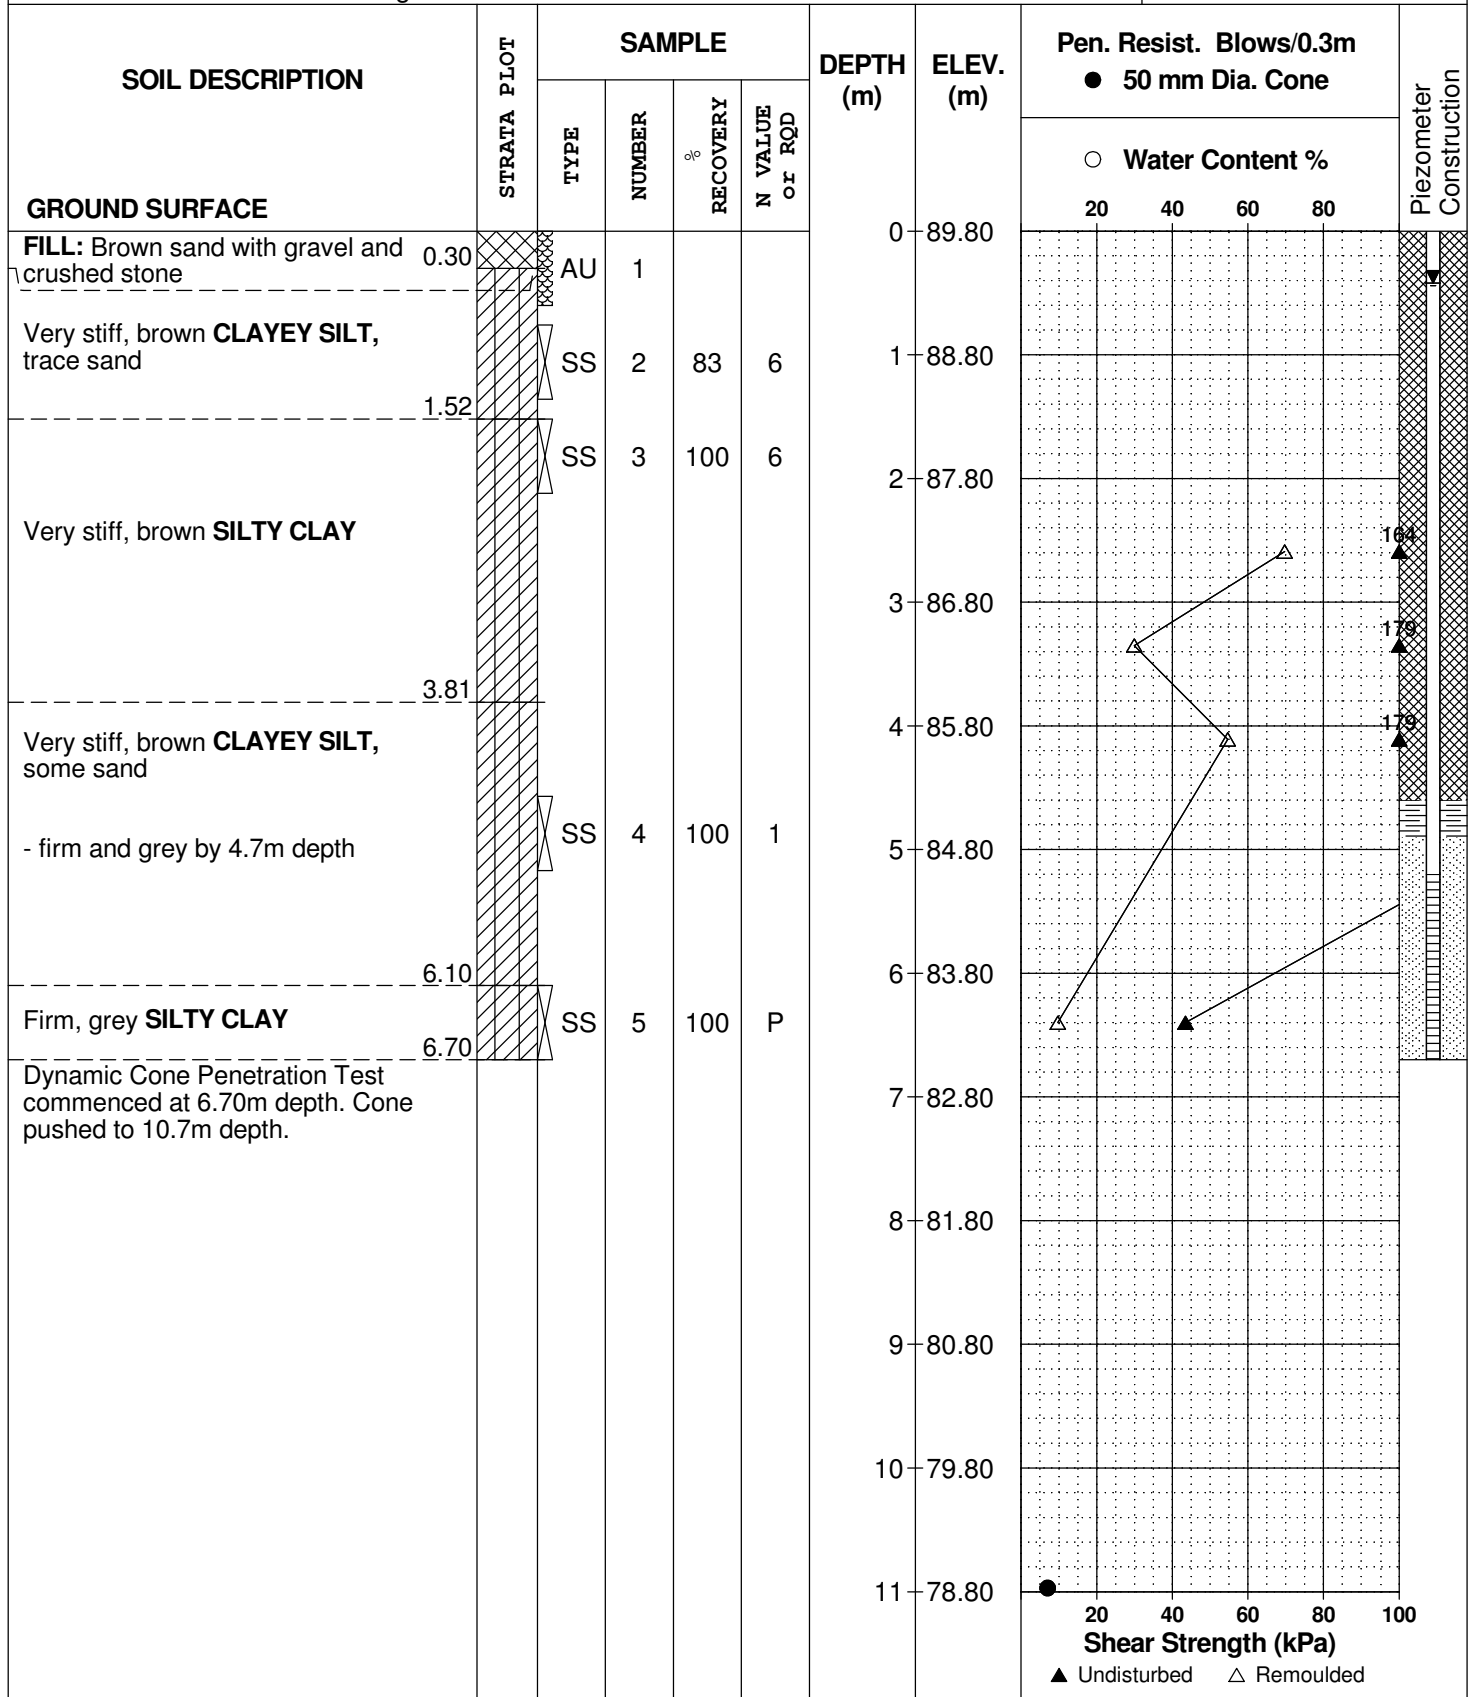 SOIL DESCRIPTION
GROUND SURFACE
STRATA PLOT
SAMPLE
TYPE
NUMBER
%
RECOVERY
N VALUE
or RQD
DEPTH
(m)
ELEV.
(m)
Pen. Resist. Blows/0.3m
● 50 mm Dia. Cone
○ Water Content %
20 40 60 80
Piezometer
Construction
FILL: Brown sand with gravel and
crushed stone
0.30
AU 1
0 89.80
Very stiff, brown CLAYEY SILT,
trace sand
SS 2 83 6
1 88.80
1.52
SS 3 100 6
2 87.80
Very stiff, brown SILTY CLAY
164
3 86.80
179
3.81
4 85.80
179
Very stiff, brown CLAYEY SILT,
some sand
- firm and grey by 4.7m depth
SS 4 100 1
5 84.80
6.10
6 83.80
Firm, grey SILTY CLAY
SS 5 100 P
6.70
Dynamic Cone Penetration Test
commenced at 6.70m depth. Cone
pushed to 10.7m depth.
7 82.80
8 81.80
9 80.80
10 79.80
11 78.80
20 40 60 80 100
Shear Strength (kPa)
▲ Undisturbed △ Remoulded